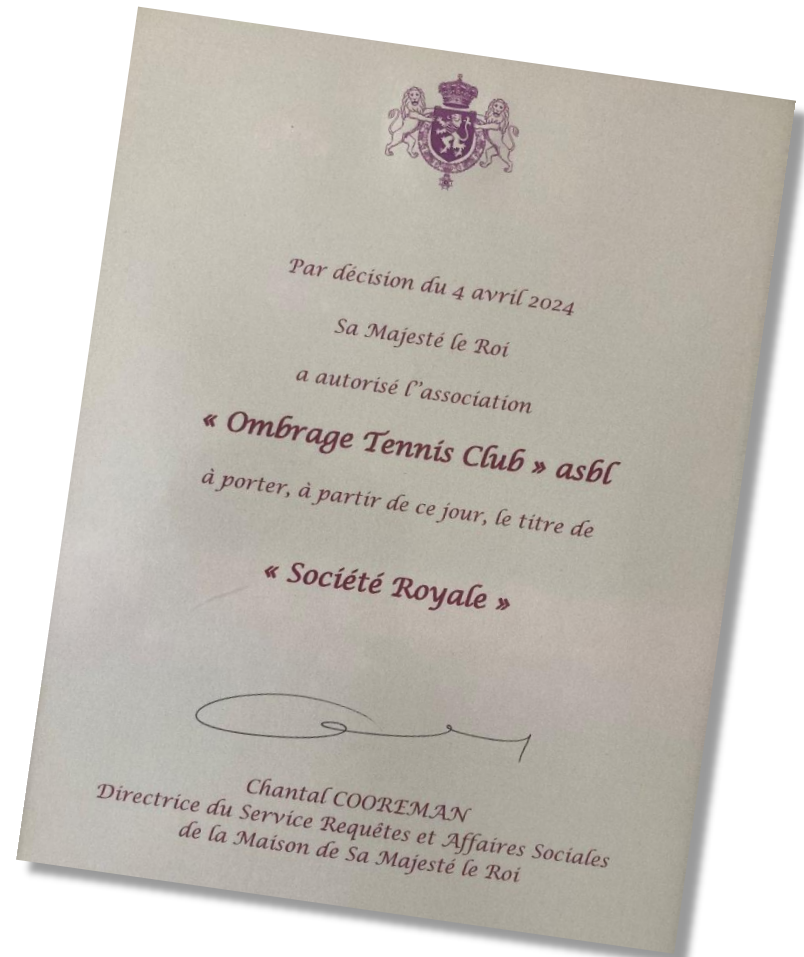 Par décision du 4 avril 2024
Sa Majesté le Roi
a autorisé l’’association
« Ombrage Tennis Club » asbl
à porter, à partir de ce jour, le titre de
« Société Royale »
Chantal COOREMAN
Directrice du Service Requêtes et Affaires Sociales
de la Maison de Sa Majesté le Roi